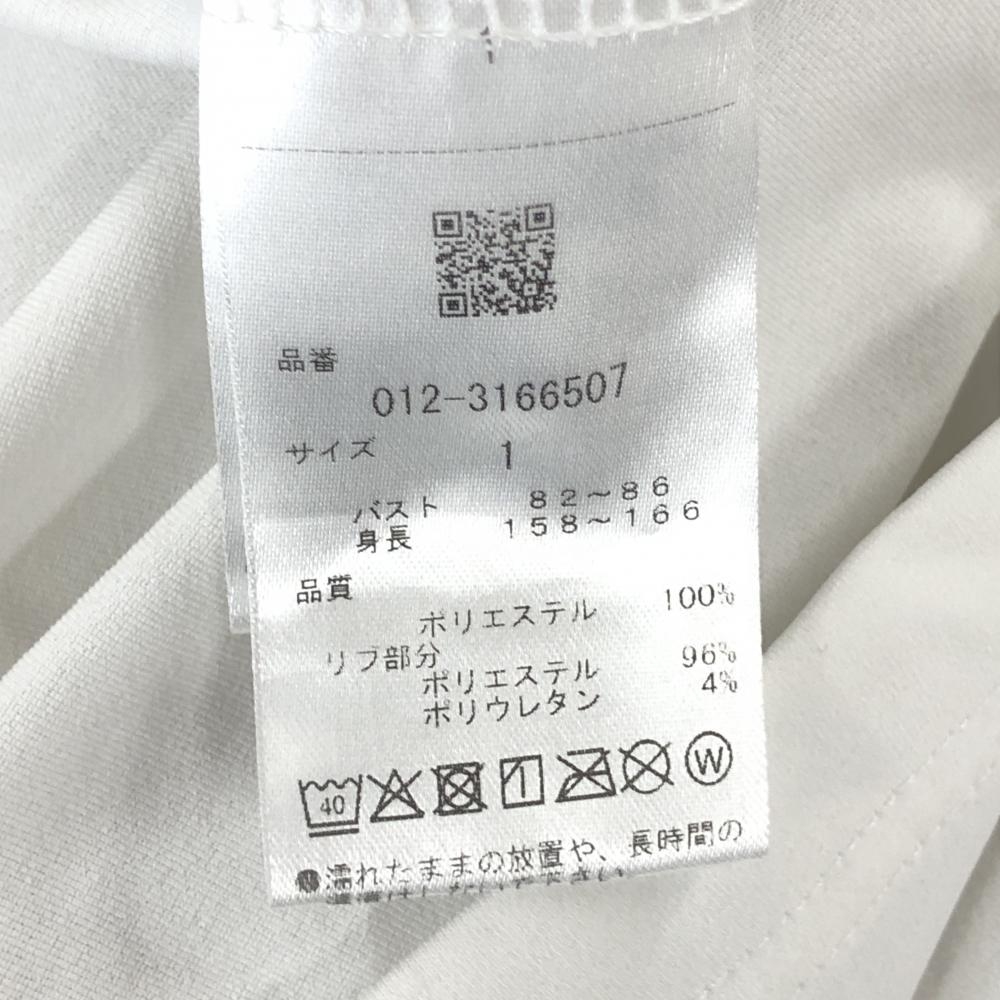 品番
012-3166507
サイズ 1
バスト 82～86
身長 158～166
品質
ポリエステル 100%
リブ部分
ポリエステル 96%
ポリウレタン 4%
40 W
●濡れたままの放置や、長時間の